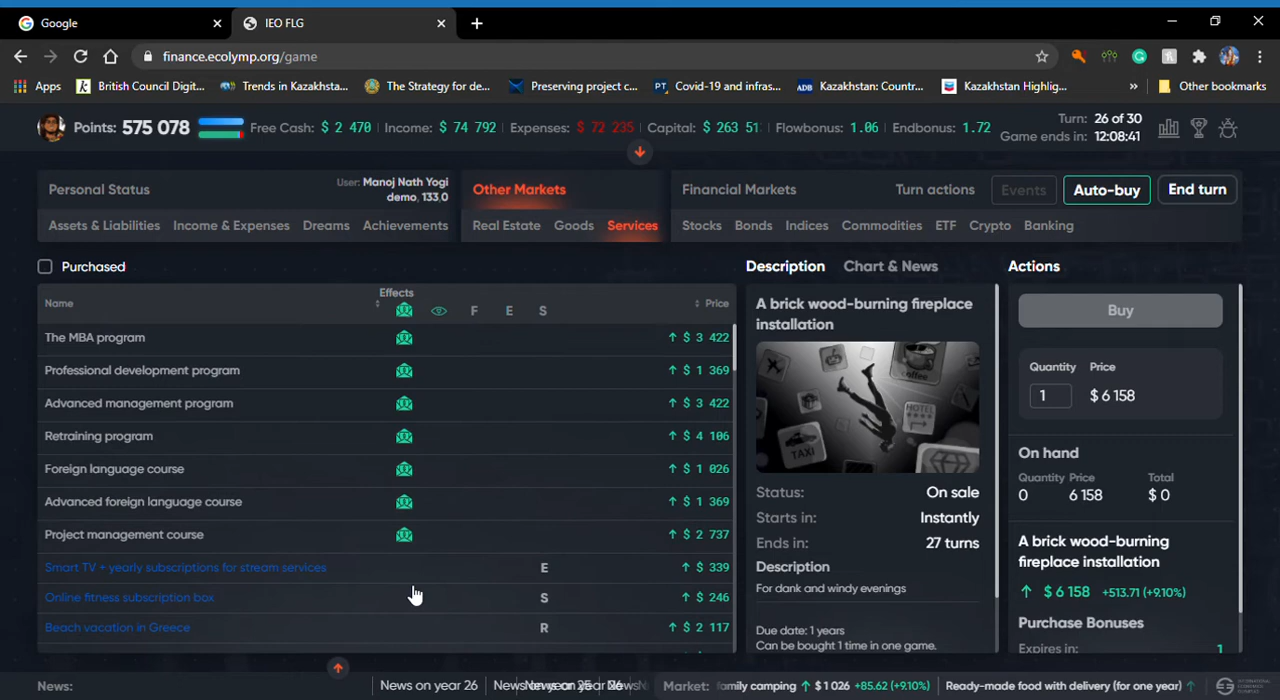 Google
IEO FLG
finance.ecolymp.org/game
Apps British Council Digit... Trends in Kazakhsta... The Strategy for de... Preserving project c... PT Covid-19 and infras... ADB Kazakhstan: Countr... Kazakhstan Highlig... » Other bookmarks
Points: 575 078 Free Cash: $ 2 470 Income: $ 74 792 Expenses: $ 72 235 Capital: $ 263 51 Flowbonus: 1.06 Endbonus: 1.72 Turn: 26 of 30
Game ends in: 12:08:41
Personal Status User: Manoj Nath Yogi
demo, 133,0
Other Markets Financial Markets Turn actions Events Auto-buy End turn
Assets & Liabilities Income & Expenses Dreams Achievements Real Estate Goods Services Stocks Bonds Indices Commodities ETF Crypto Banking
Purchased
Name Effects F E S Price
The MBA program ↑ $ 3 422
Professional development program ↑ $ 1 369
Advanced management program ↑ $ 3 422
Retraining program ↑ $ 4 106
Foreign language course ↑ $ 1 026
Advanced foreign language course ↑ $ 1 369
Project management course ↑ $ 2 737
Smart TV + yearly subscriptions for stream services E ↑ $ 339
Online fitness subscription box S ↑ $ 246
Beach vacation in Greece R ↑ $ 2 117
Description Chart & News
A brick wood-burning fireplace
installation
coffee
HOTEL
TAXI
Status: On sale
Starts in: Instantly
Ends in: 27 turns
Description
For dank and windy evenings
Due date: 1 years
Can be bought 1 time in one game.
Actions
Buy
Quantity Price
1 $ 6 158
On hand
Quantity Price Total
0 6 158 $ 0
A brick wood-burning
fireplace installation
↑ $ 6 158 +513.71 (+9.10%)
Purchase Bonuses
Expires in: 1
News: News on year 26 Market: family camping ↑ $ 1 026 +85.62 (+9.10%) Ready-made food with delivery (for one year) ↑